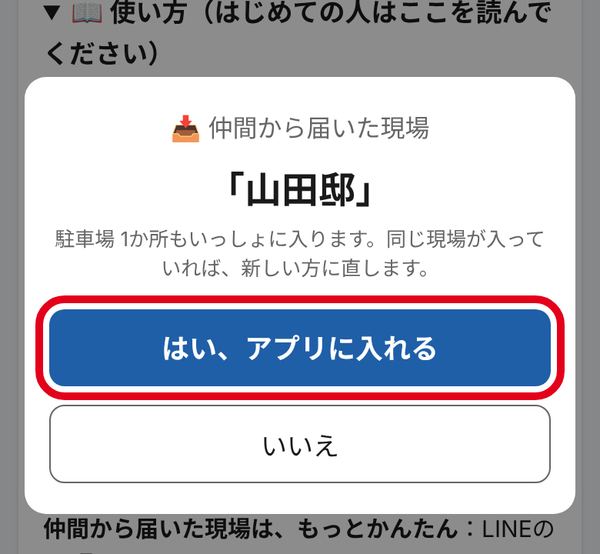 ▼ 📖 使い方（はじめての人はここを読んで
ください）
📥 仲間から届いた現場
「山田邸」
駐車場 1か所もいっしょに入ります。同じ現場が入って
いれば、新しい方に直します。
はい、アプリに入れる
いいえ
仲間から届いた現場は、もっとかんたん：LINEの